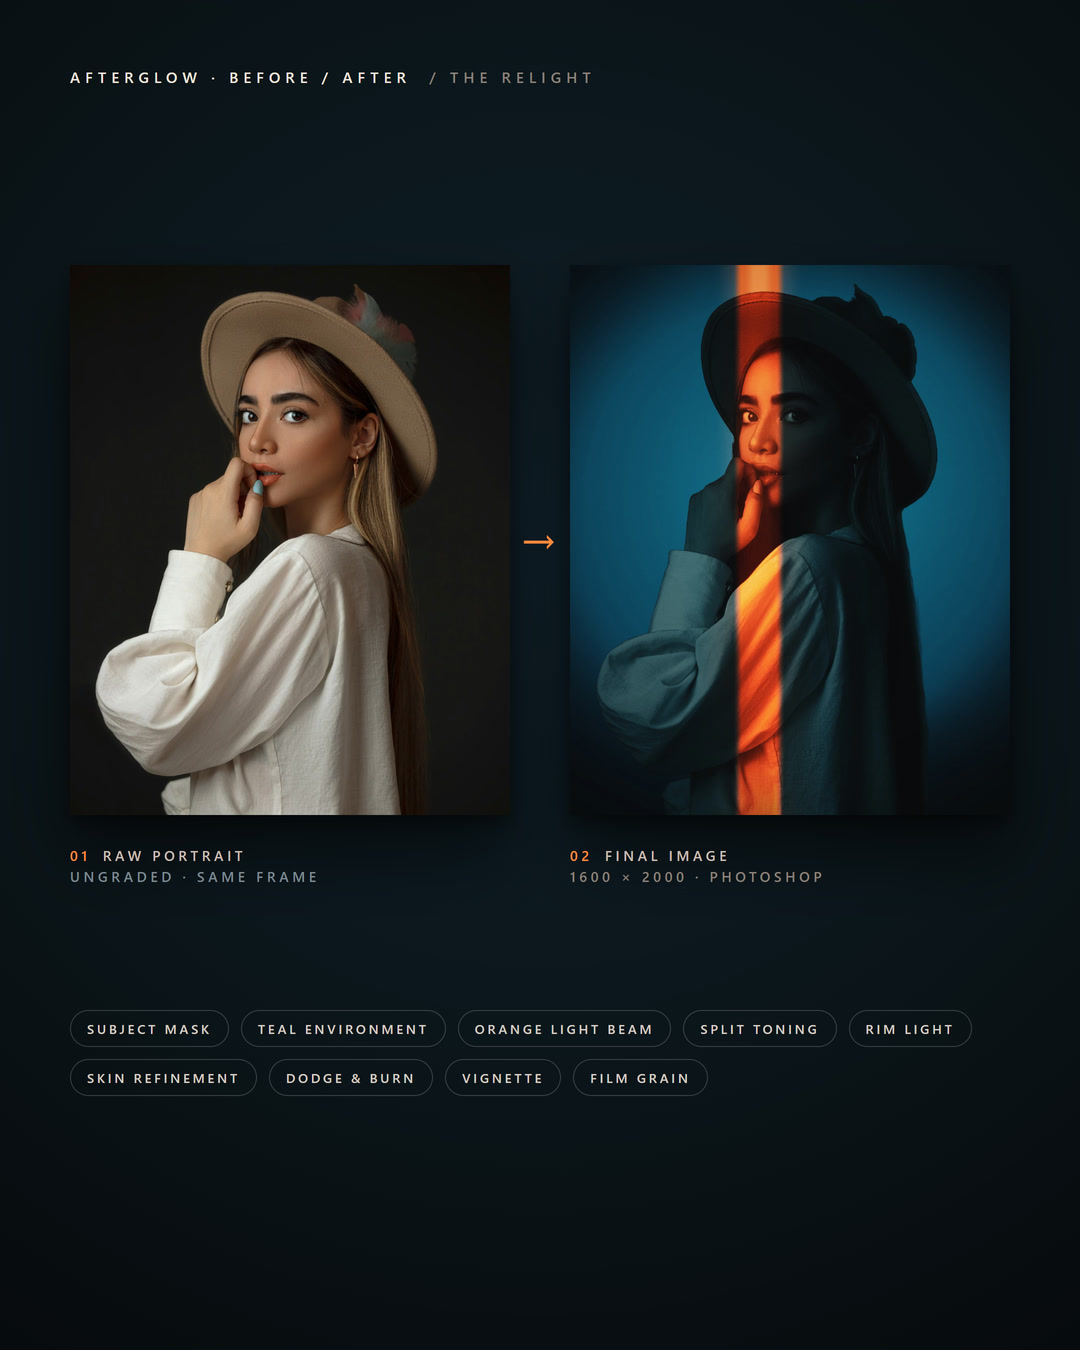 AFTERGLOW · BEFORE / AFTER / THE RELIGHT
01 RAW PORTRAIT
UNGRADED · SAME FRAME
02 FINAL IMAGE
1600 × 2000 · PHOTOSHOP
SUBJECT MASK
TEAL ENVIRONMENT
ORANGE LIGHT BEAM
SPLIT TONING
RIM LIGHT
SKIN REFINEMENT
DODGE & BURN
VIGNETTE
FILM GRAIN